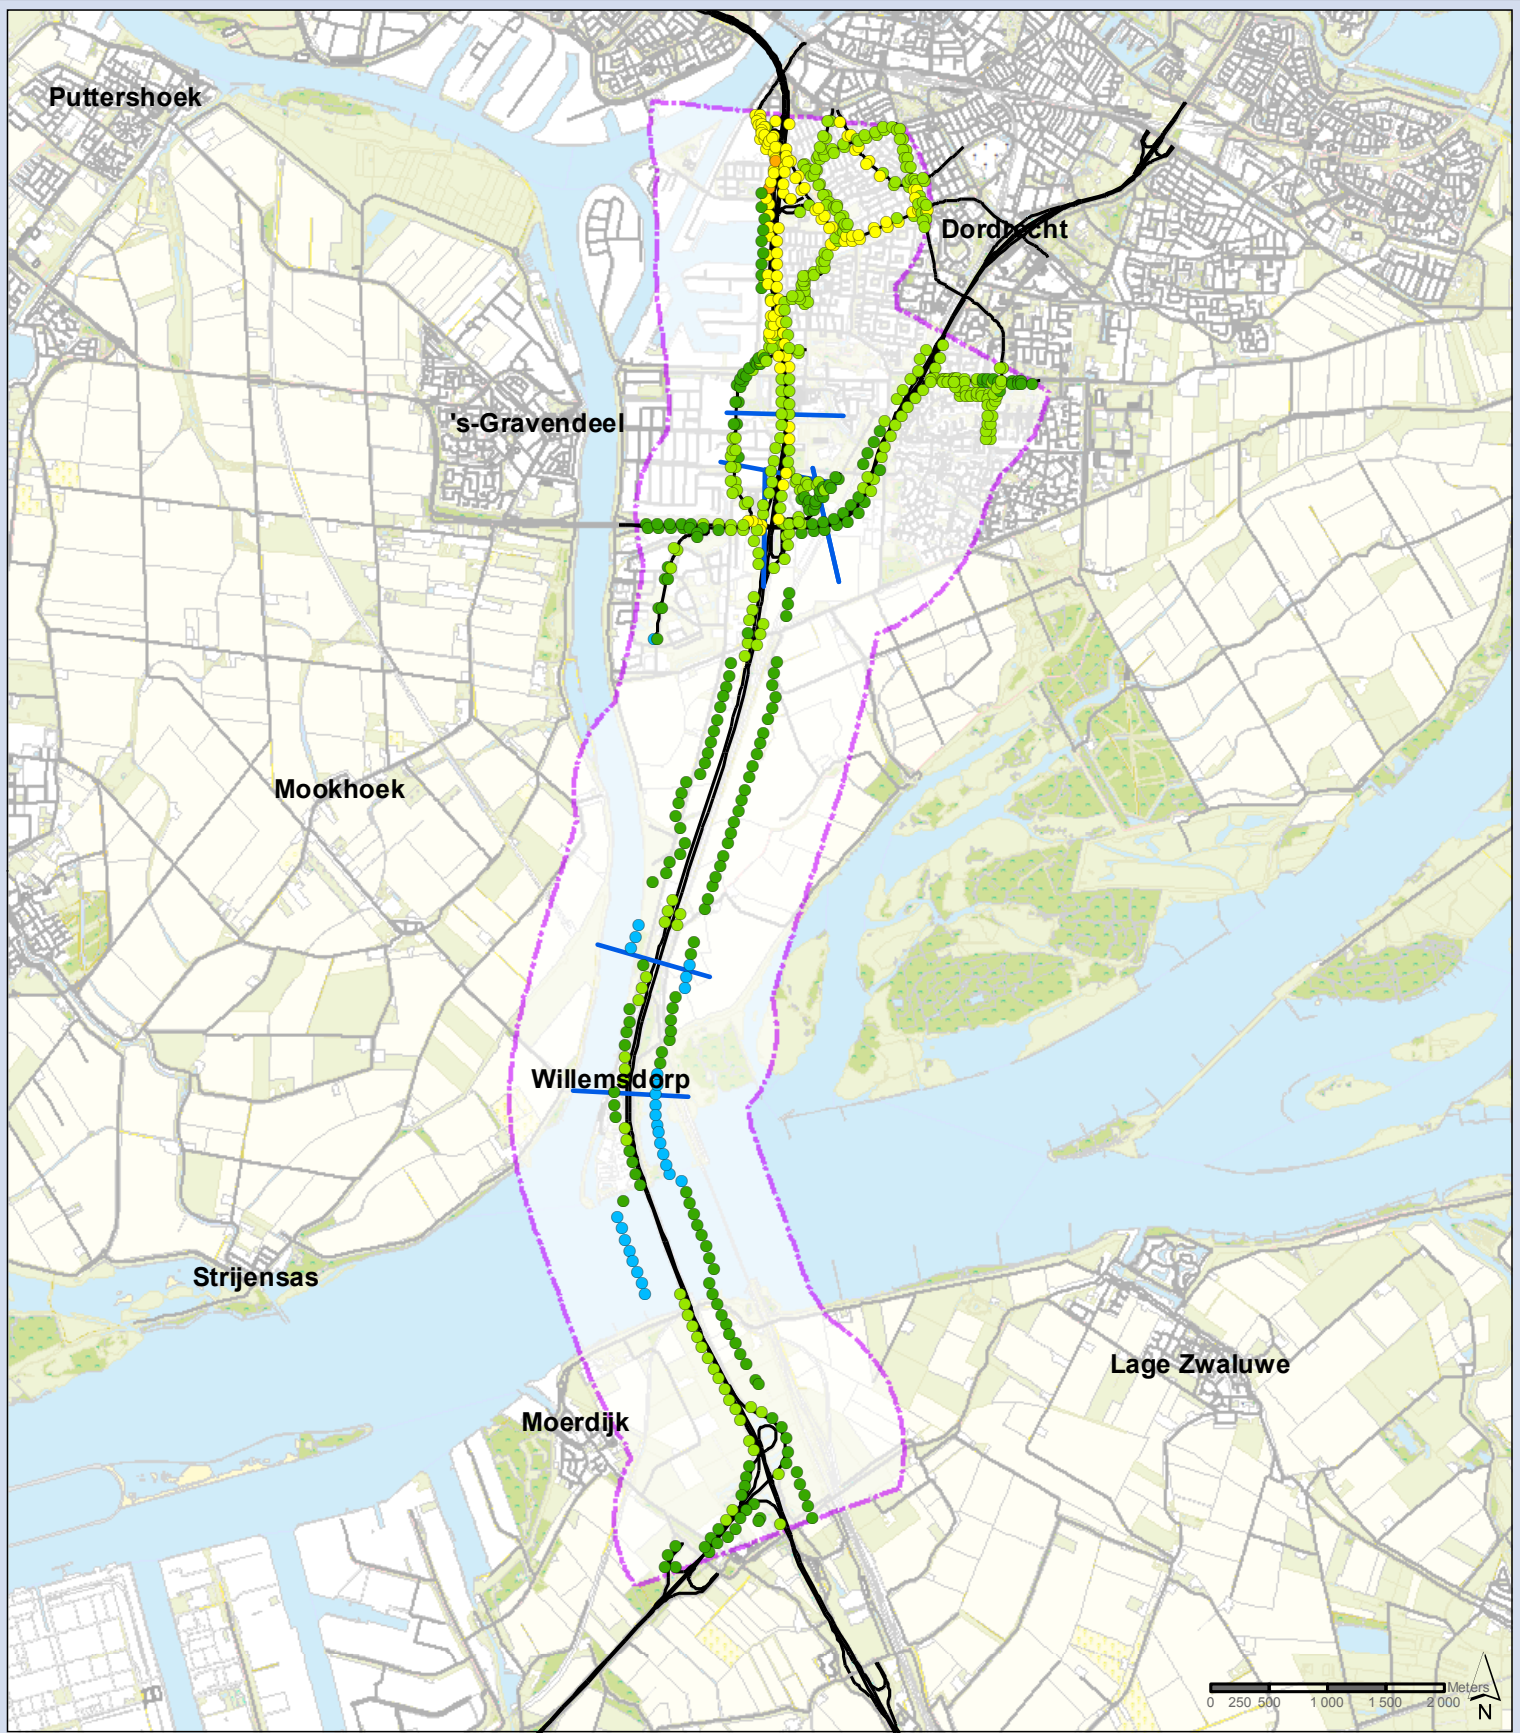 Puttershoek
Dordrecht
's-Gravendeel
Mookhoek
Willemsdorp
Strijensas
Lage Zwaluwe
Moerdijk
Meters
0 250 500 1 000 1 500 2 000
N